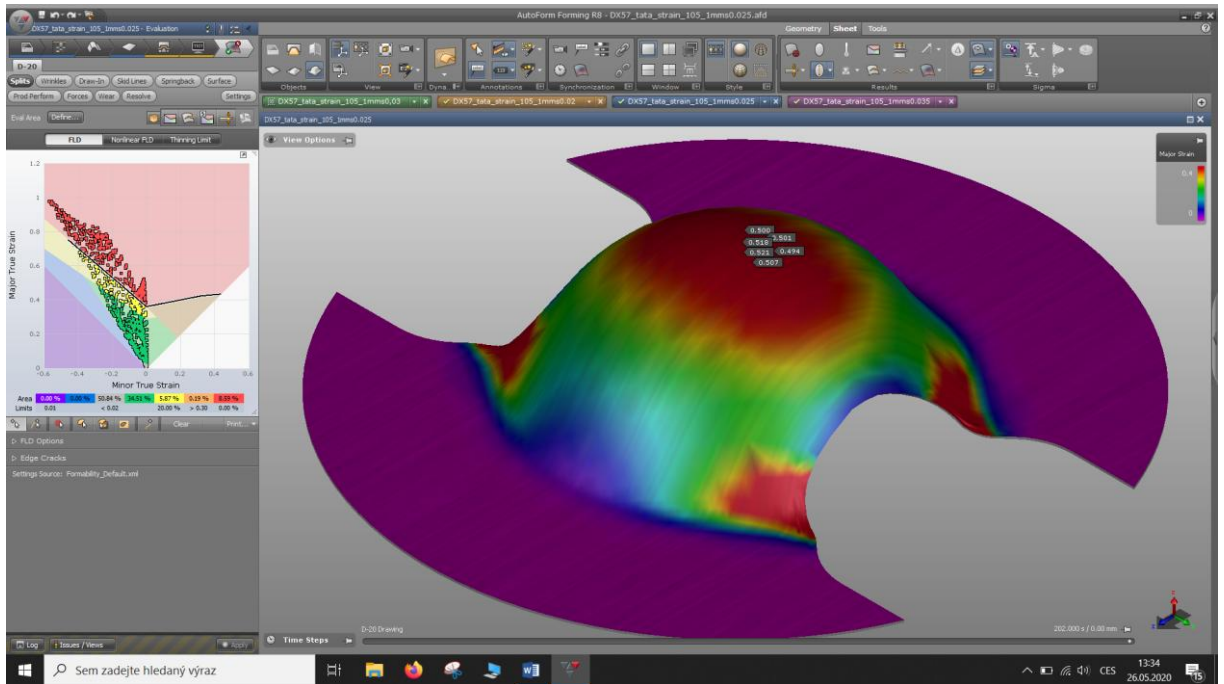 AutoForm Forming R8 - DX57_tata_strain_105_1mms0.025.afd
DX57_tata_strain_105_1mms0.025 - Evaluation
Geometry Sheet Tools
D-20
Splits Wrinkles Draw-In Skid Lines Springback Surface
Prod Perform Forces Wear Resolve Settings
Eval Area Define...
Objects View Dyna. Annotations Synchronization Window Style Results Sigma
DX57_tata_strain_105_1mms0,03 DX57_tata_strain_105_1mms0.02 DX57_tata_strain_105_1mms0.025 DX57_tata_strain_105_1mms0.035
DX57_tata_strain_105_1mms0.025
View Options
FLD Nonlinear FLD Thinning Limit
Major Strain
0.4
0
1.2
1
0.8
0.6
0.4
0.2
0
Major True Strain
-0.6 -0.4 -0.2 0 0.2 0.4 0.6
Minor True Strain
Area 0.00 % 0.00 % 50.84 % 34.51 % 5.87 % 0.19 % 8.59 %
Limits 0.01 < 0.02 20.00 % > 0.30 0.00 %
Clear Print...
FLD Options
Edge Cracks
Settings Source: Formability_Default.xml
0.500
0.501
0.518
0.521
0.494
0.507
D-20 Drawing
202.000 s / 0.00 mm
Time Steps
Log Issues / Views Apply
Sem zadejte hledaný výraz
CES
13:34
26.05.2020
15